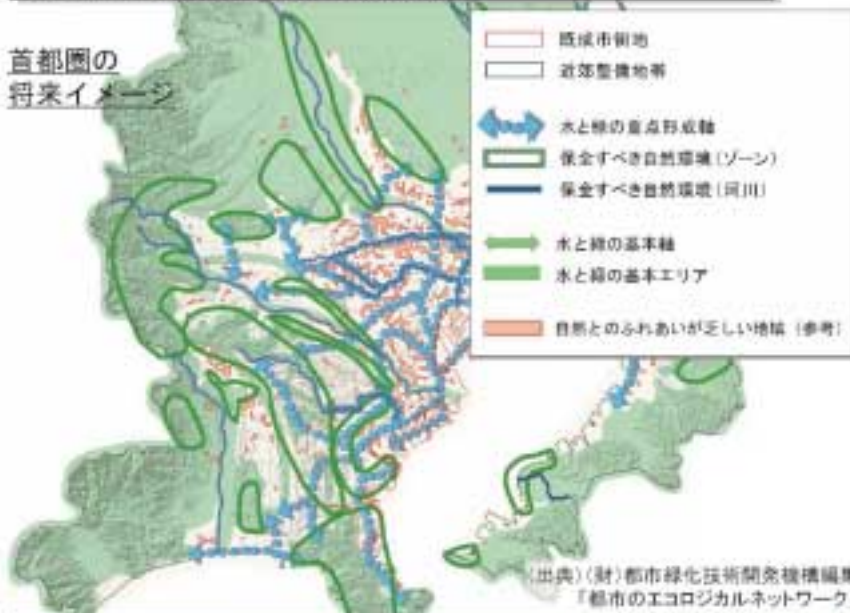 首都圏の
将来イメージ
既成市街地
近郊整備地帯
水と緑の重点形成軸
保全すべき自然環境(ゾーン)
保全すべき自然環境(河川)
水と緑の基本軸
水と緑の基本エリア
自然とのふれあいが乏しい地域 (参考)
(出典)(財)都市緑化技術開発機構編集
「都市のエコロジカルネットワーク